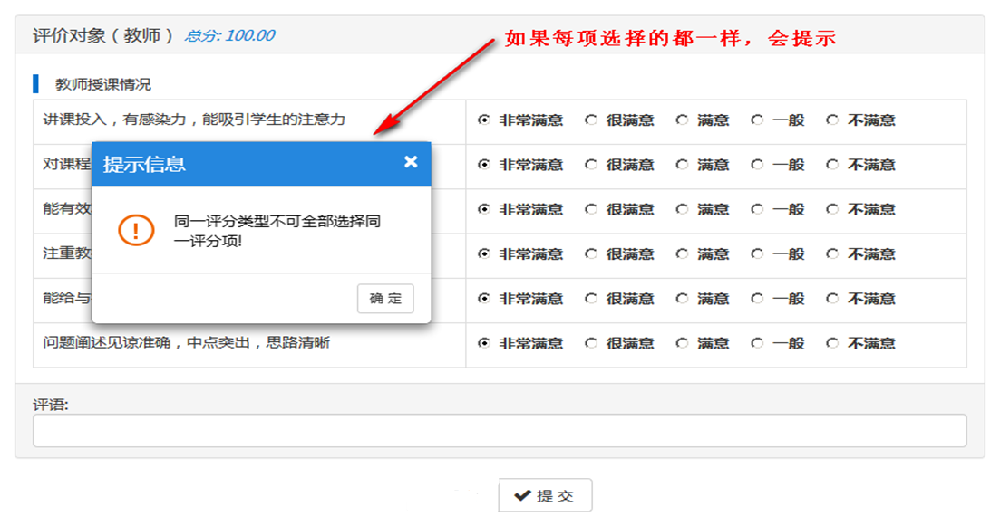 评价对象（教师） 总分: 100.00
如果每项选择的都一样，会提示
教师授课情况
讲课投入，有感染力，能吸引学生的注意力 非常满意 很满意 满意 一般 不满意
对课程 非常满意 很满意 满意 一般 不满意
能有效 非常满意 很满意 满意 一般 不满意
注重教 非常满意 很满意 满意 一般 不满意
能给与 非常满意 很满意 满意 一般 不满意
问题阐述见谅准确，中点突出，思路清晰 非常满意 很满意 满意 一般 不满意
提示信息
同一评分类型不可全部选择同
一评分项!
确 定
评语:
提 交